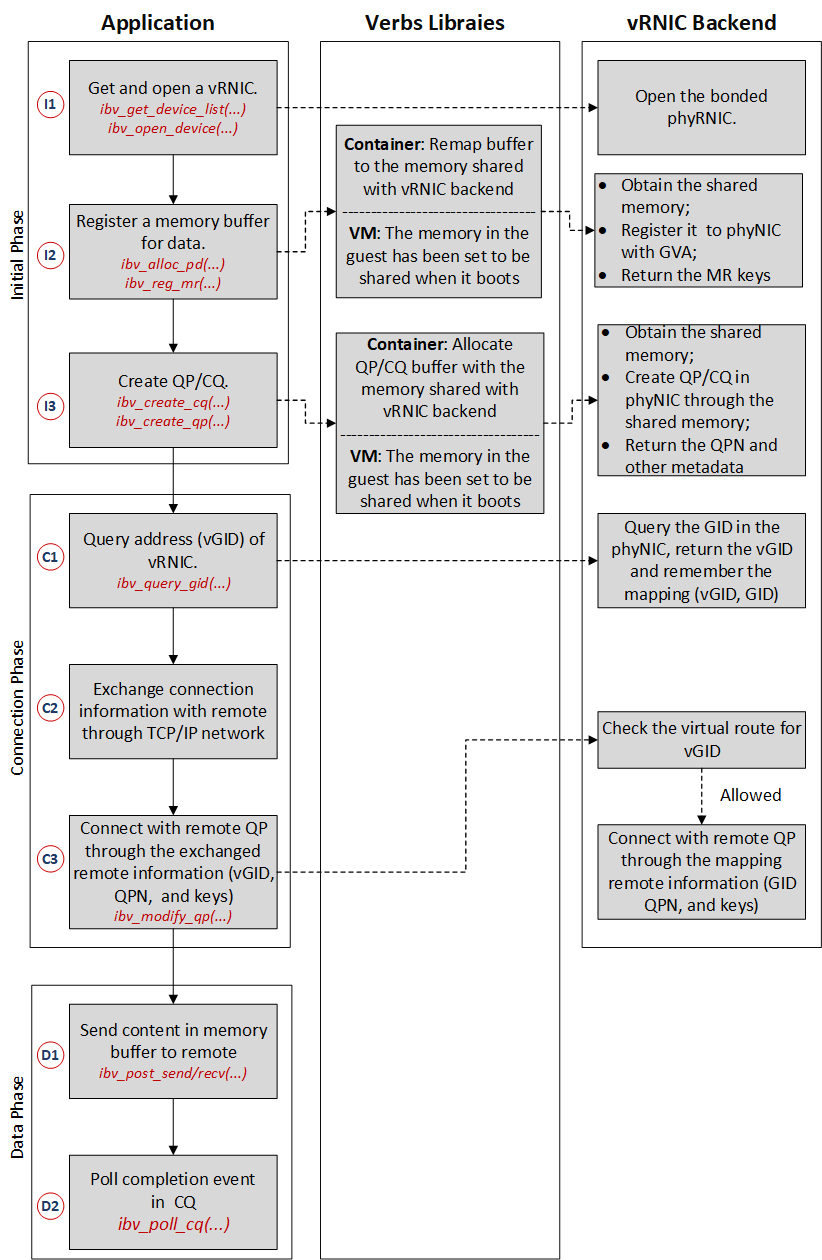 Application
Verbs Libraies
vRNIC Backend
Initial Phase
I1
Get and open a vRNIC.
ibv_get_device_list(...)
ibv_open_device(...)
Open the bonded
phyRNIC.
I2
Register a memory buffer
for data.
ibv_alloc_pd(...)
ibv_reg_mr(...)
Container: Remap buffer
to the memory shared
with vRNIC backend
VM: The memory in the
guest has been set to be
shared when it boots
• Obtain the shared
memory;
• Register it to phyNIC
with GVA;
• Return the MR keys
I3
Create QP/CQ.
ibv_create_cq(...)
ibv_create_qp(...)
Container: Allocate
QP/CQ buffer with the
memory shared with
vRNIC backend
VM: The memory in the
guest has been set to be
shared when it boots
• Obtain the shared
memory;
• Create QP/CQ in
phyNIC through the
shared memory;
• Return the QPN and
other metadata
Connection Phase
C1
Query address (vGID) of
vRNIC.
ibv_query_gid(...)
Query the GID in the
phyNIC, return the vGID
and remember the
mapping (vGID, GID)
C2
Exchange connection
information with remote
through TCP/IP network
Check the virtual route for
vGID
Allowed
C3
Connect with remote QP
through the exchanged
remote information (vGID,
QPN, and keys)
ibv_modify_qp(...)
Connect with remote QP
through the mapping
remote information (GID
QPN, and keys)
Data Phase
D1
Send content in memory
buffer to remote
ibv_post_send/recv(...)
D2
Poll completion event
in CQ
ibv_poll_cq(...)